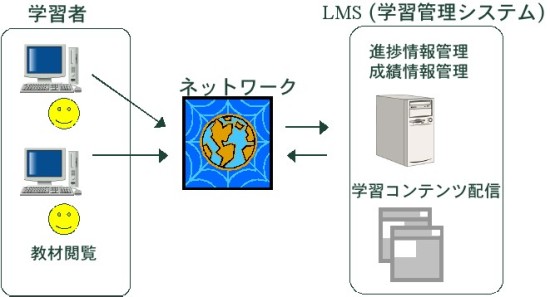 学習者
LMS (学習管理システム)
進捗情報管理
成績情報管理
ネットワーク
学習コンテンツ配信
教材閲覧